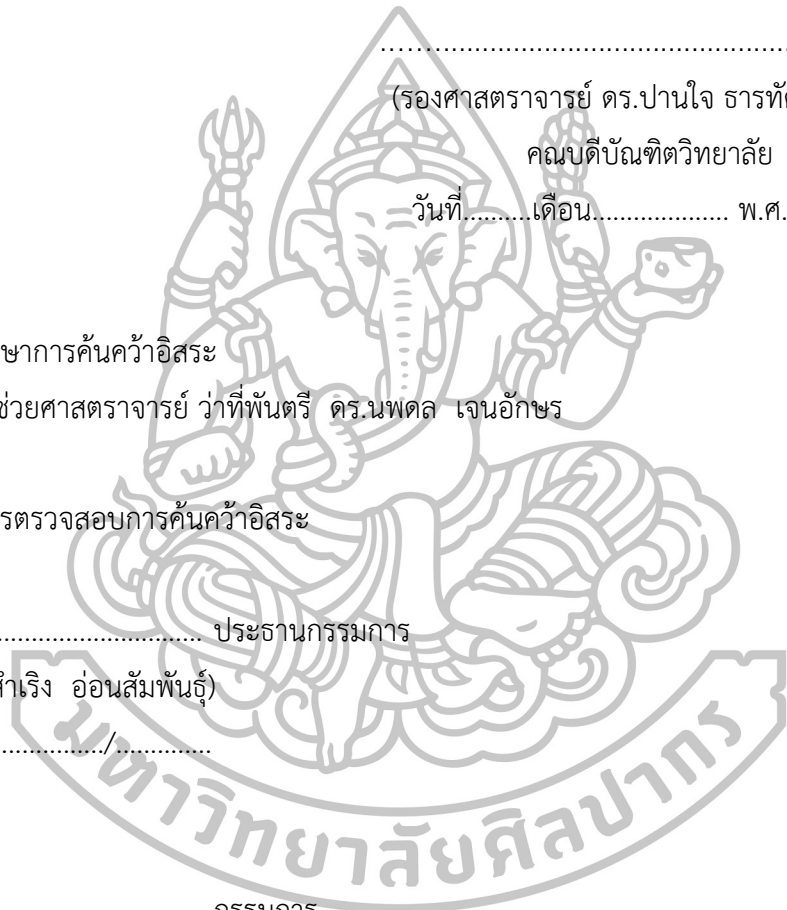 ….............................................
(รองศาสตราจารย์ ดร.ปานใจ ธารทั
คณบดีบัณฑิตวิทยาลัย
วันที่..........เดือน.................... พ.ศ.
ษาการค้นคว้าอิสระ
ช่วยศาสตราจารย์ ว่าที่พันตรี ดร.นพดล เจนอักษร
รตรวจสอบการค้นคว้าอิสระ
............................... ประธานกรรมการ
สำเริง อ่อนสัมพันธุ์)
................/..............
มหาวิทยาลัยศิลปากร
กรรมการ